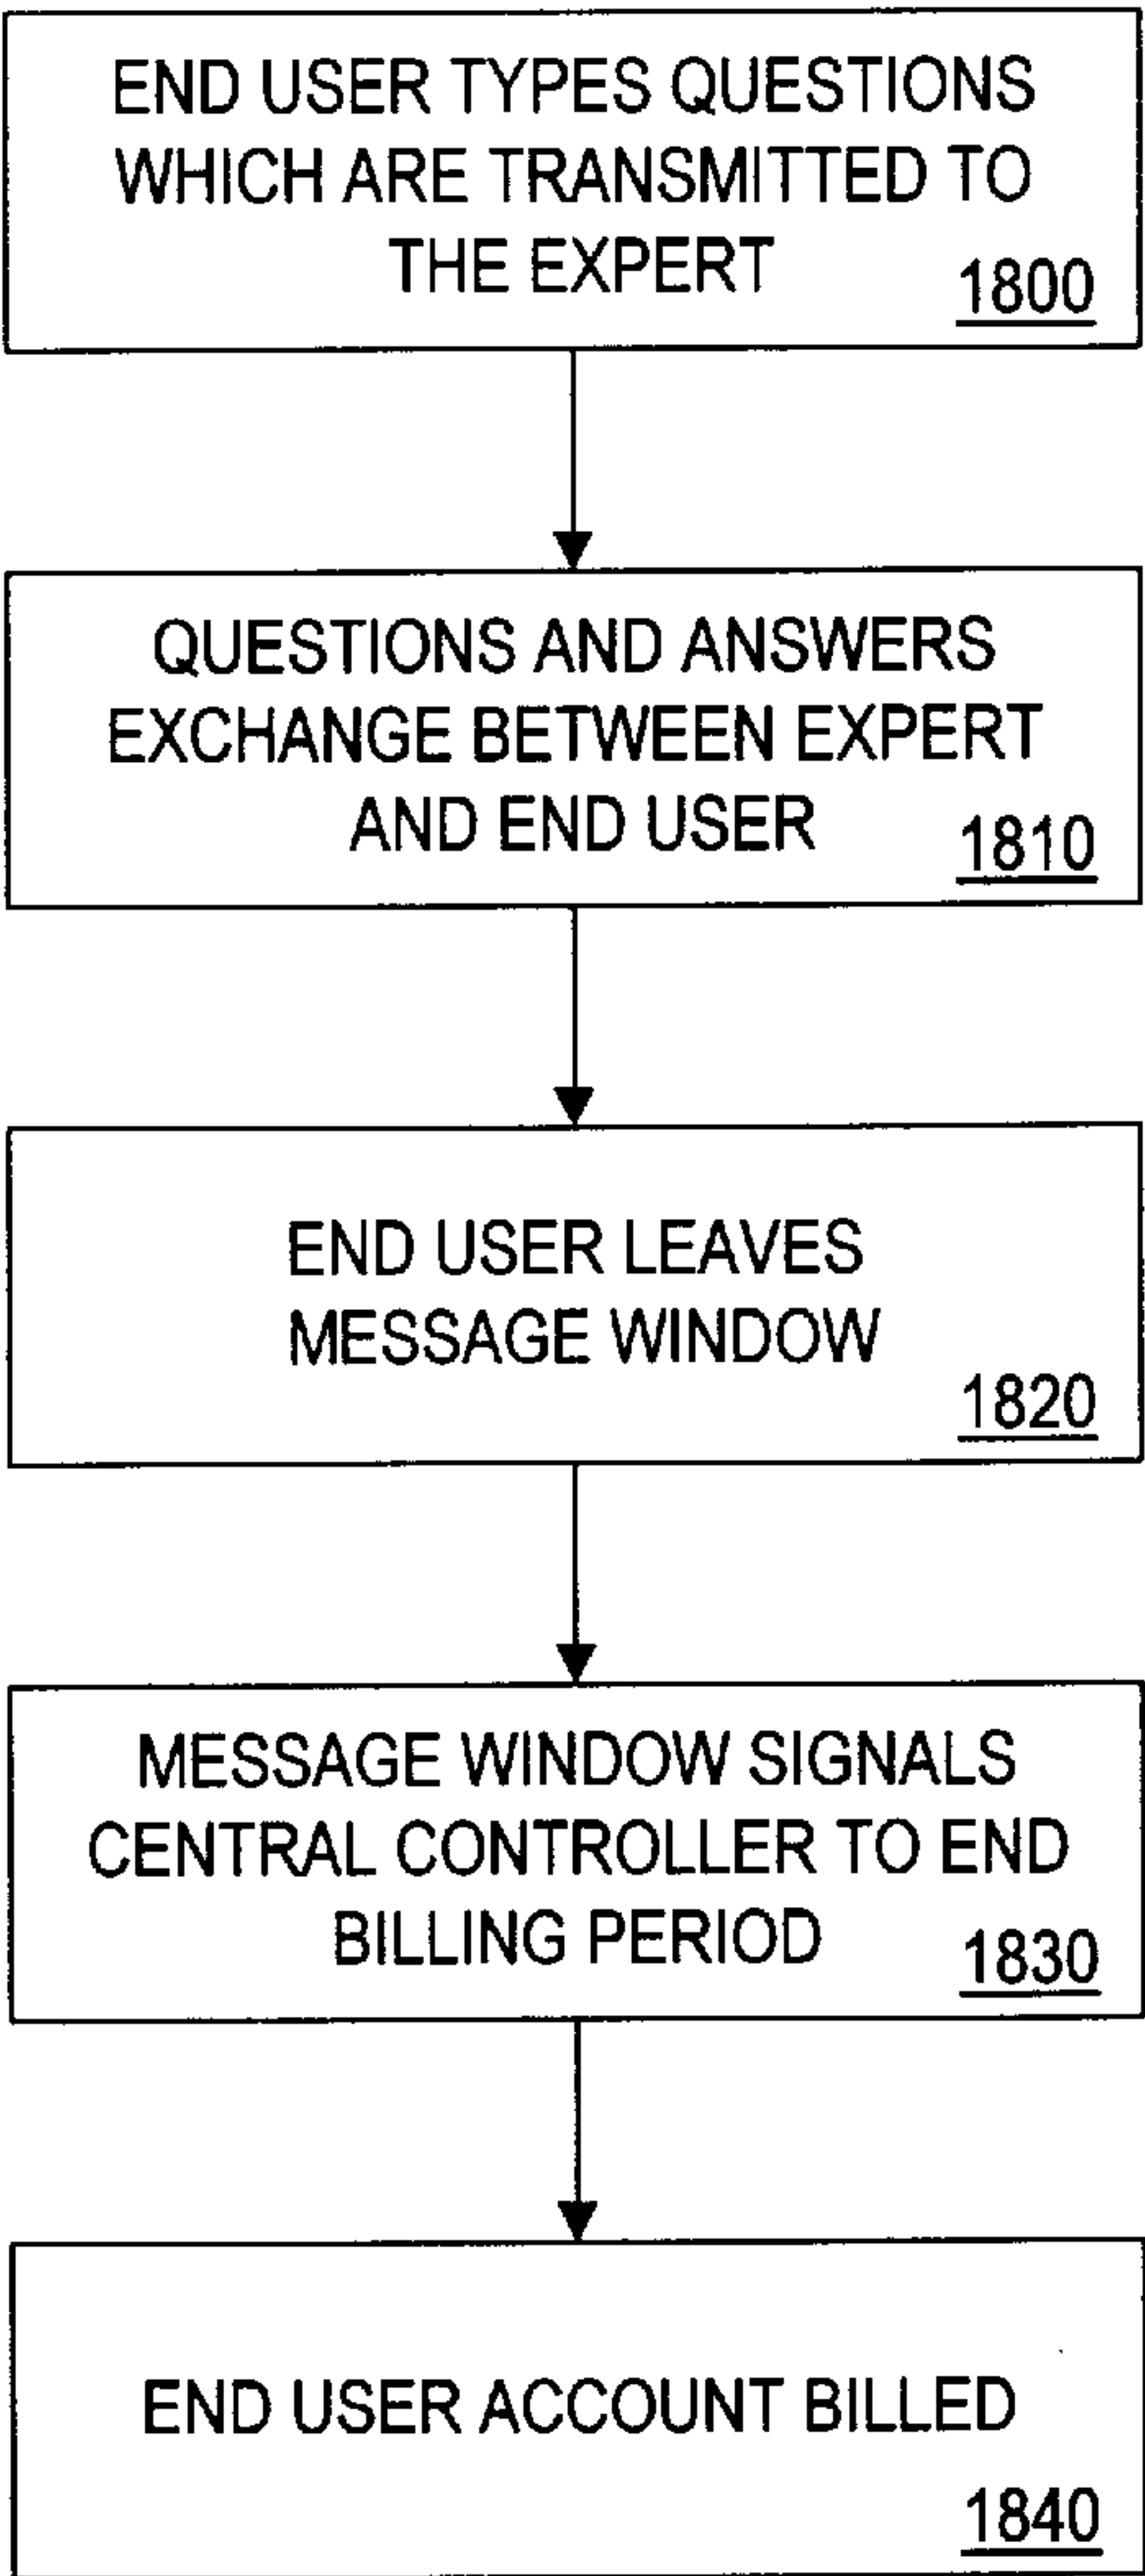 END USER TYPES QUESTIONS
WHICH ARE TRANSMITTED TO
THE EXPERT
1800
QUESTIONS AND ANSWERS
EXCHANGE BETWEEN EXPERT
AND END USER
1810
END USER LEAVES
MESSAGE WINDOW
1820
MESSAGE WINDOW SIGNALS
CENTRAL CONTROLLER TO END
BILLING PERIOD
1830
END USER ACCOUNT BILLED
1840